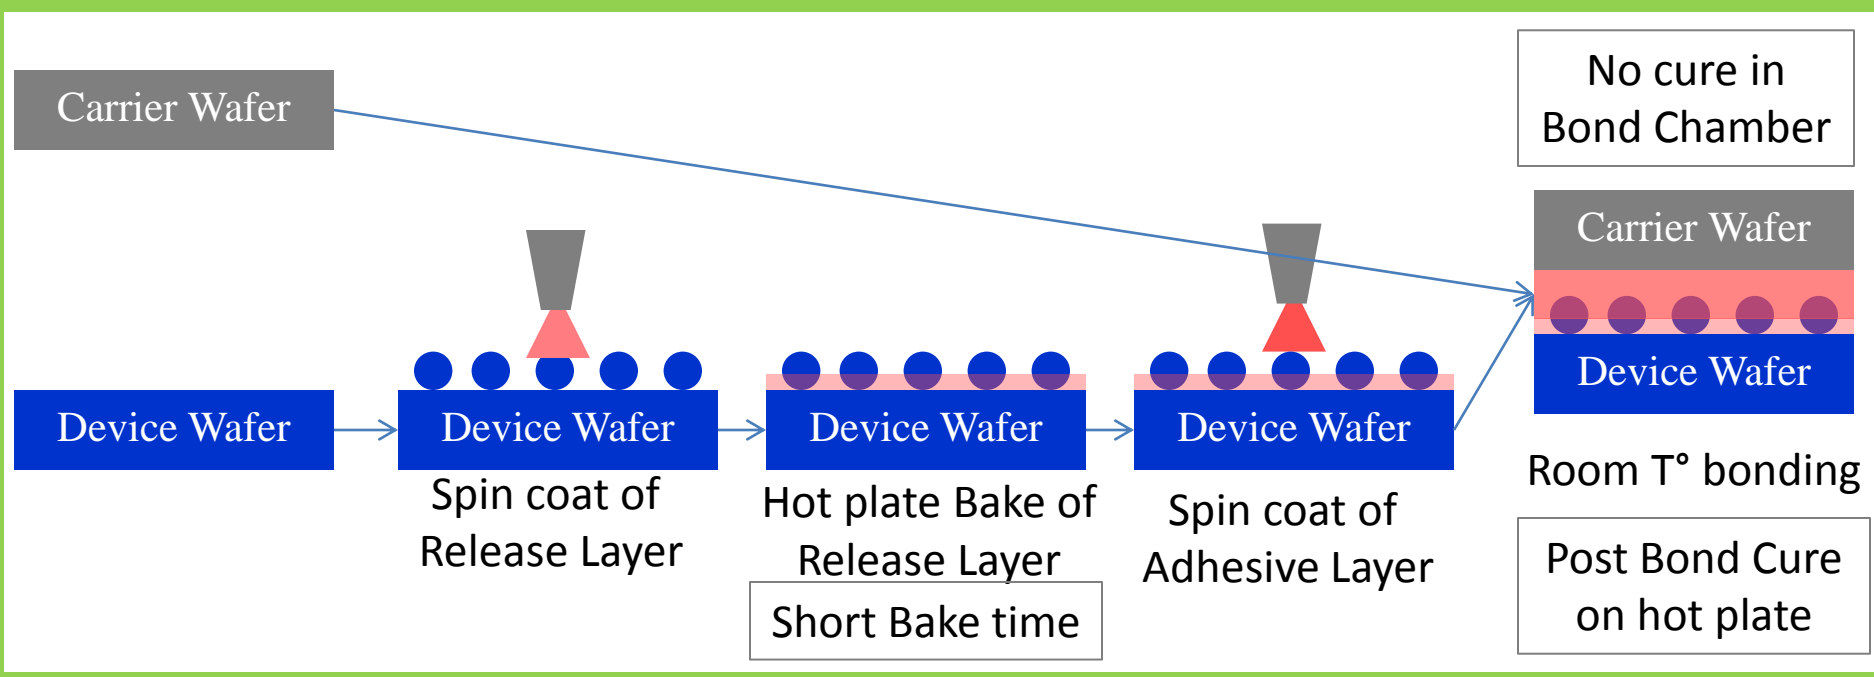 Carrier Wafer
Device Wafer
Device Wafer
Spin coat of
Release Layer
Device Wafer
Hot plate Bake of
Release Layer
Short Bake time
Device Wafer
Spin coat of
Adhesive Layer
No cure in
Bond Chamber
Carrier Wafer
Device Wafer
Room T° bonding
Post Bond Cure
on hot plate